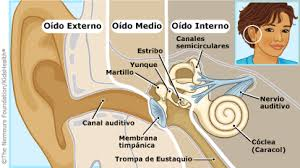 Oído Externo
Oído Medio
Oído Interno
Canales
semicirculares
Estribo
Yunque
Martillo
Canal auditivo
Nervio
auditivo
Membrana
timpánica
Cóclea
(Caracol)
Trompa de Eustaquio
©The Nemours Foundation/KidsHealth®